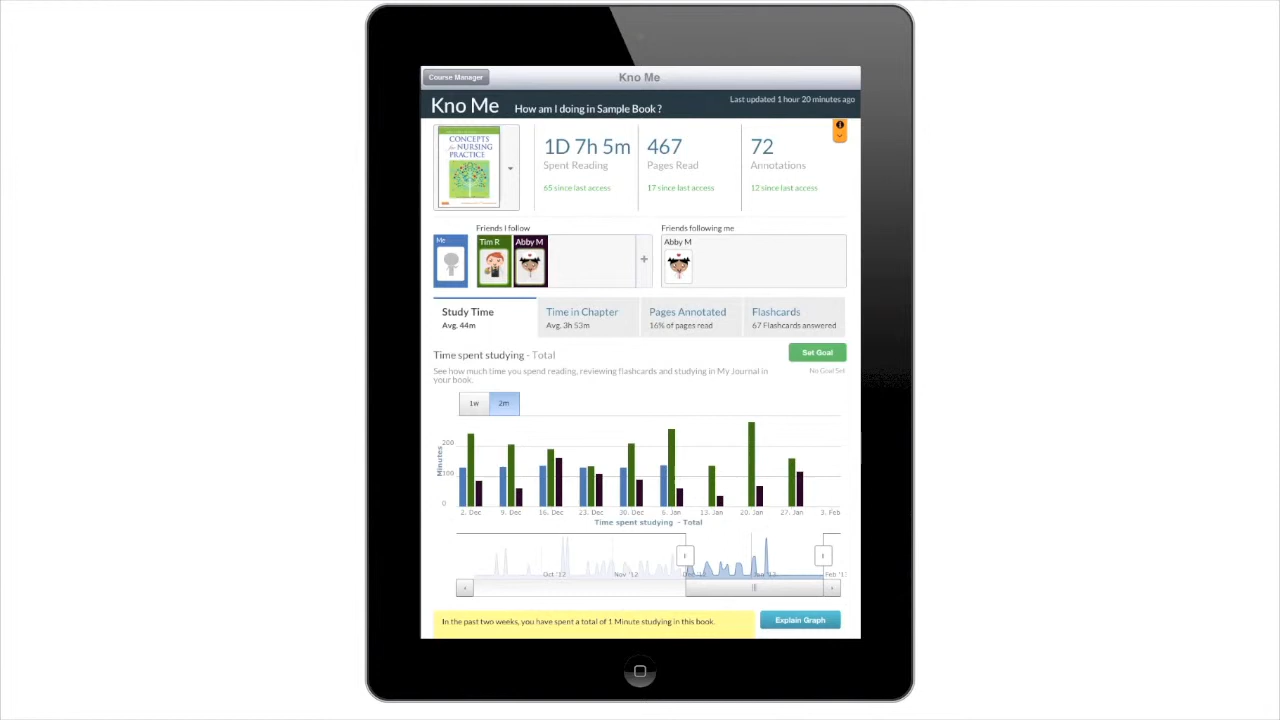 Course Manager
Kno Me
Kno Me How am I doing in Sample Book ?
Last updated 1 hour 20 minutes ago
CONCEPTS
for NURSING
PRACTICE
1D 7h 5m
Spent Reading
65 since last access
467
Pages Read
17 since last access
72
Annotations
12 since last access
Friends I follow
Friends following me
Me
Tim R
Abby M
+
Abby M
Study Time
Avg. 44m
Time in Chapter
Avg. 3h 53m
Pages Annotated
16% of pages read
Flashcards
67 Flashcards answered
Time spent studying - Total
Set Goal
See how much time you spend reading, reviewing flashcards and studying in My Journal in
your book.
No Goal Set
1w 2m
Minutes
200
100
0
2. Dec 9. Dec 16. Dec 23. Dec 30. Dec 6. Jan 13. Jan 20. Jan 27. Jan 3. Feb
Time spent studying - Total
Oct '12 Nov '12
In the past two weeks, you have spent a total of 1 Minute studying in this book.
Explain Graph